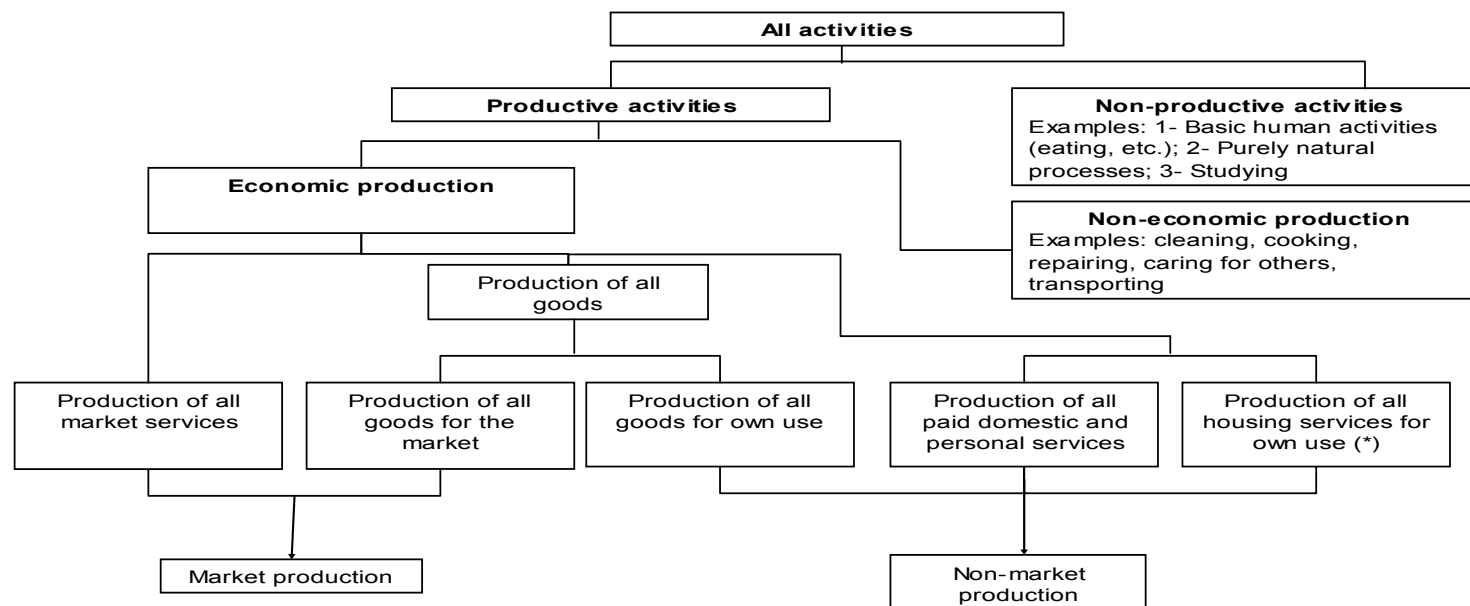 All activities
Productive activities
Non-productive activities
Examples: 1- Basic human activities
(eating, etc.); 2- Purely natural
processes; 3- Studying
Economic production
Non-economic production
Examples: cleaning, cooking,
repairing, caring for others,
transporting
Production of all
goods
Production of all
market services
Production of all
goods for the
market
Production of all
goods for own use
Production of all
paid domestic and
personal services
Production of all
housing services for
own use (*)
Market production
Non-market
production